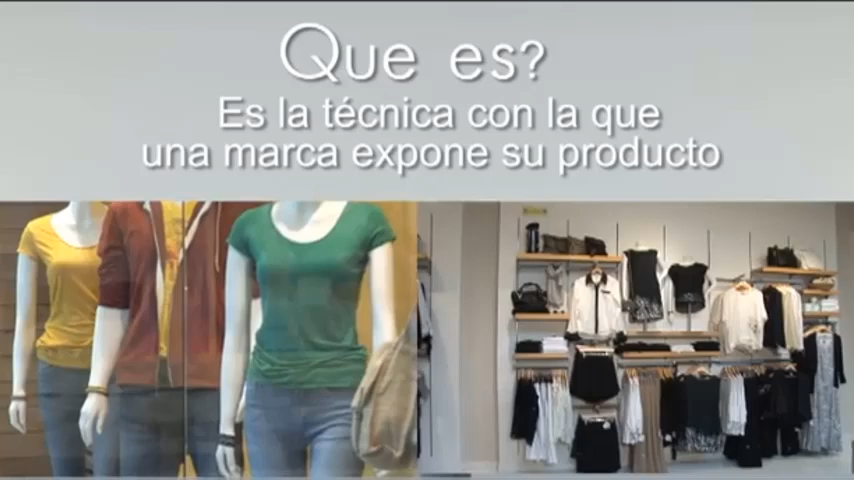 Que es?
Es la técnica con la que
una marca expone su producto